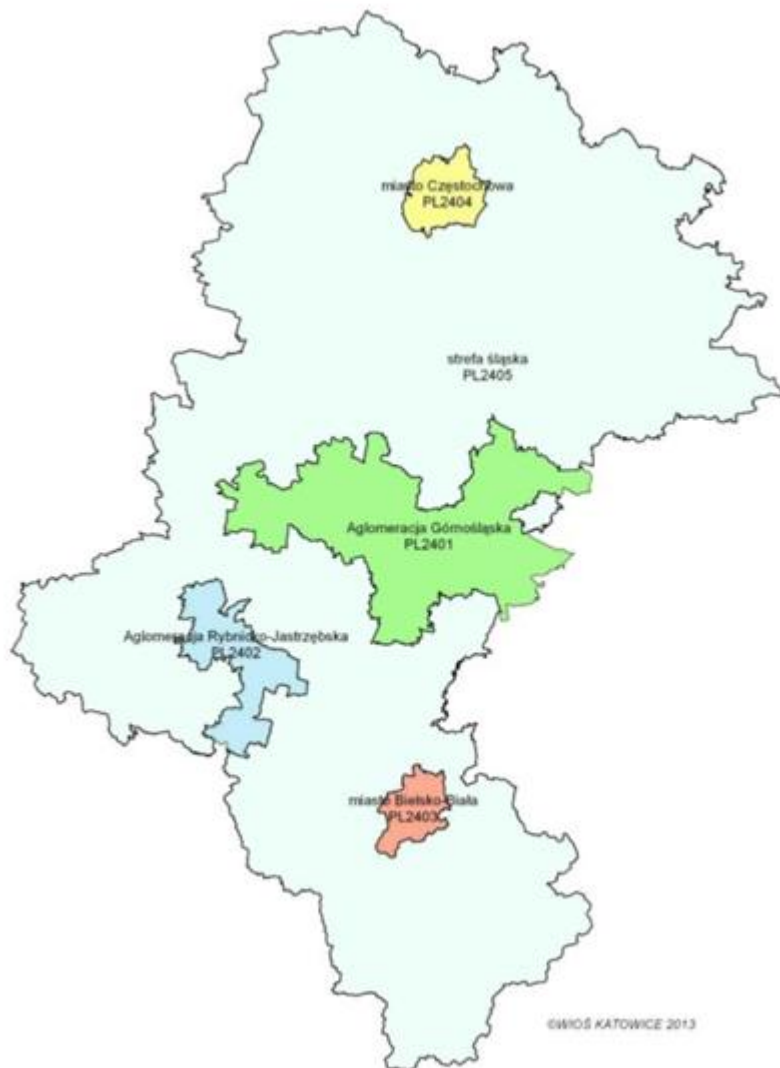 miasto Częstochowa
PL2404
strefa śląska
PL2405
Aglomeracja Górnośląska
PL2401
Aglomeracja Rybnicko-Jastrzębska
PL2402
miasto Bielsko-Biała
PL2403
©WIOŚ KATOWICE 2013